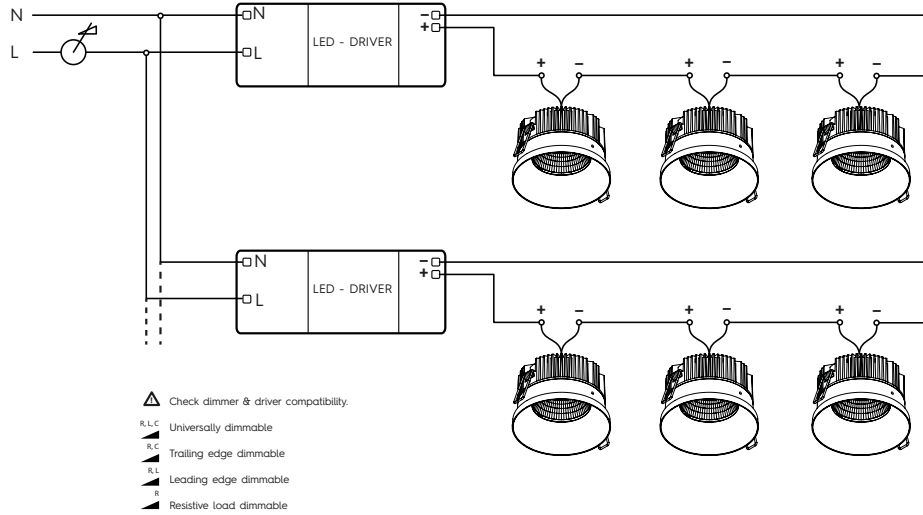 N
L
N
L
LED - DRIVER
−
+
+ − + − + −
N
L
LED - DRIVER
−
+
+ − + − + −
Check dimmer & driver compatibility.
R, L, C
Universally dimmable
R, C
Trailing edge dimmable
R, L
Leading edge dimmable
R
Resistive load dimmable